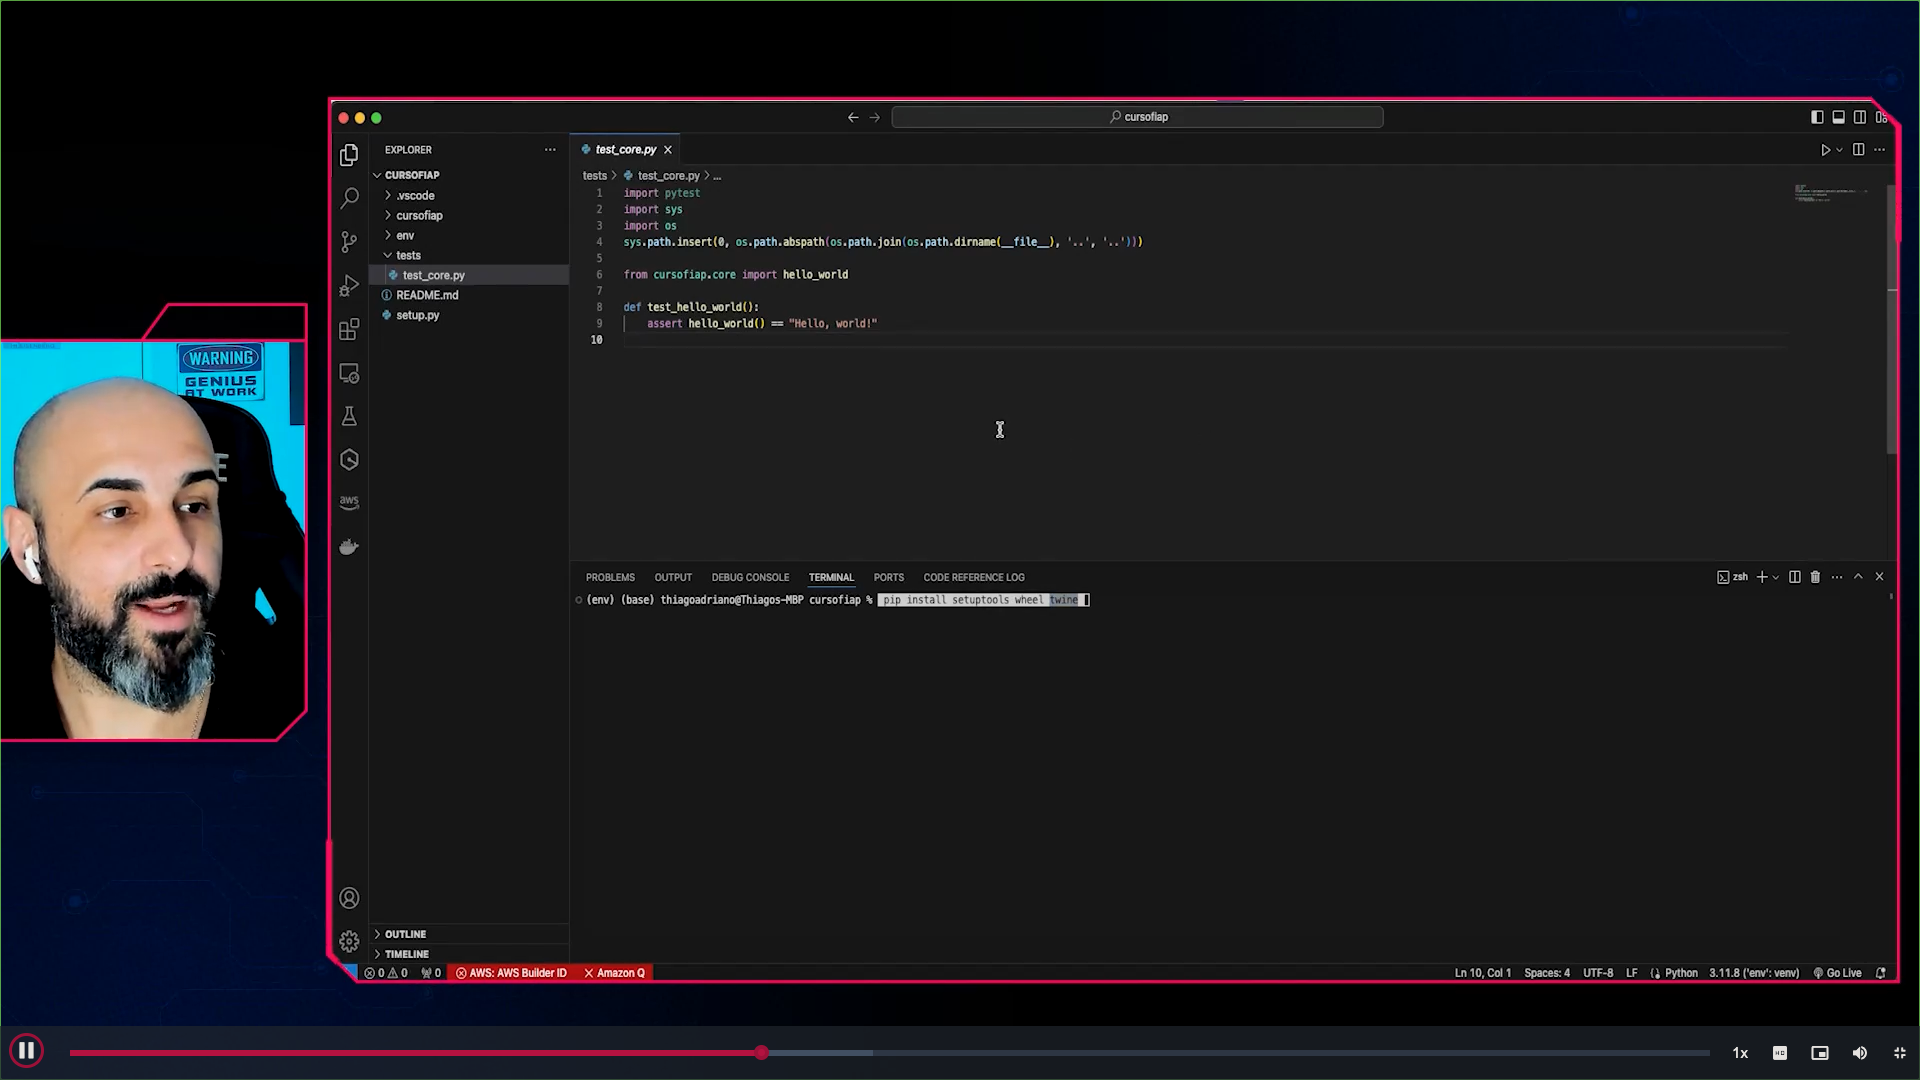 cursofiap
EXPLORER
test_core.py
CURSOFIAP
.vscode
cursofiap
env
tests
test_core.py
README.md
setup.py
tests > test_core.py > ...
1 import pytest
2 import sys
3 import os
4 sys.path.insert(0, os.path.abspath(os.path.join(os.path.dirname(__file__), '..', '..')))
5
6 from cursofiap.core import hello_world
7
8 def test_hello_world():
9 assert hello_world() == "Hello, world!"
10
WARNING
GENIUS
AT WORK
aws
PROBLEMS OUTPUT DEBUG CONSOLE TERMINAL PORTS CODE REFERENCE LOG
zsh
(env) (base) thiagoadriano@Thiagos-MBP cursofiap % pip install setuptools wheel twine
OUTLINE
TIMELINE
0 0 0 AWS: AWS Builder ID Amazon Q
Ln 10, Col 1 Spaces: 4 UTF-8 LF Python 3.11.8 ('env': venv) Go Live
1x